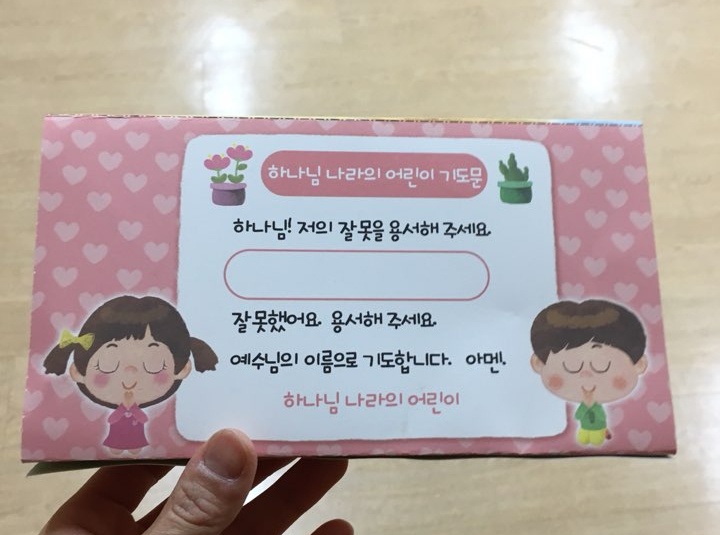 하나님 나라의 어린이 기도문
하나님! 저의 잘못을 용서해 주세요.
잘못했어요. 용서해 주세요.
예수님의 이름으로 기도합니다. 아멘.
하나님 나라의 어린이